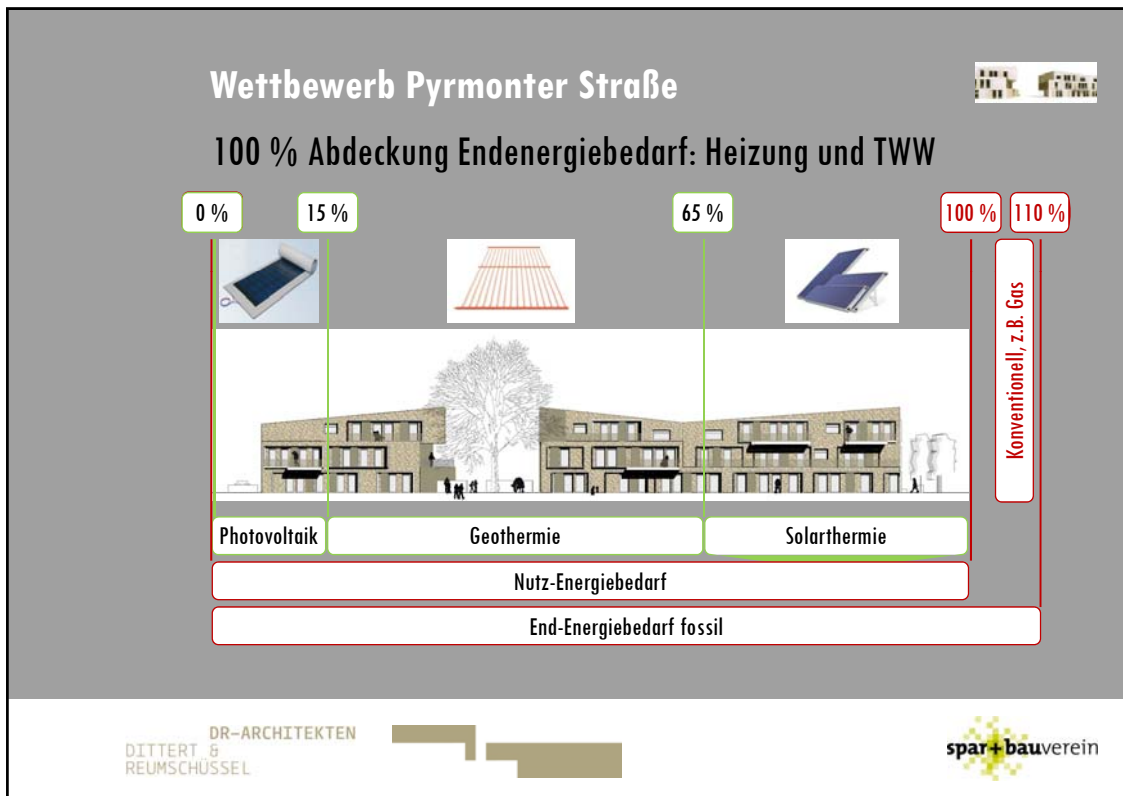 Wettbewerb Pyrmonter Straße
100 % Abdeckung Endenergiebedarf: Heizung und TWW
0 %
15 %
65 %
100 %
110 %
Konventionell, z.B. Gas
Photovoltaik
Geothermie
Solarthermie
Nutz-Energiebedarf
End-Energiebedarf fossil
DR-ARCHITEKTEN
DITTERT &
REUMSCHÜSSEL
spar+bauverein